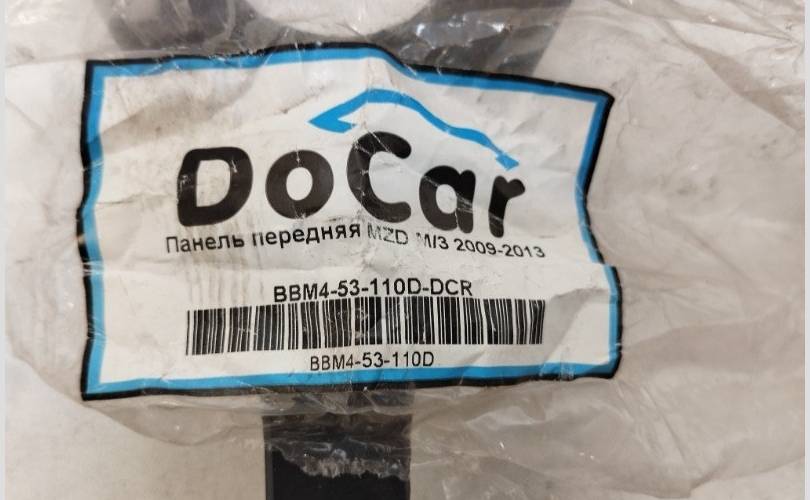 DoCar
Панель передняя MZD M/3 2009-2013
BBM4-53-110D-DCR
BBM4-53-110D